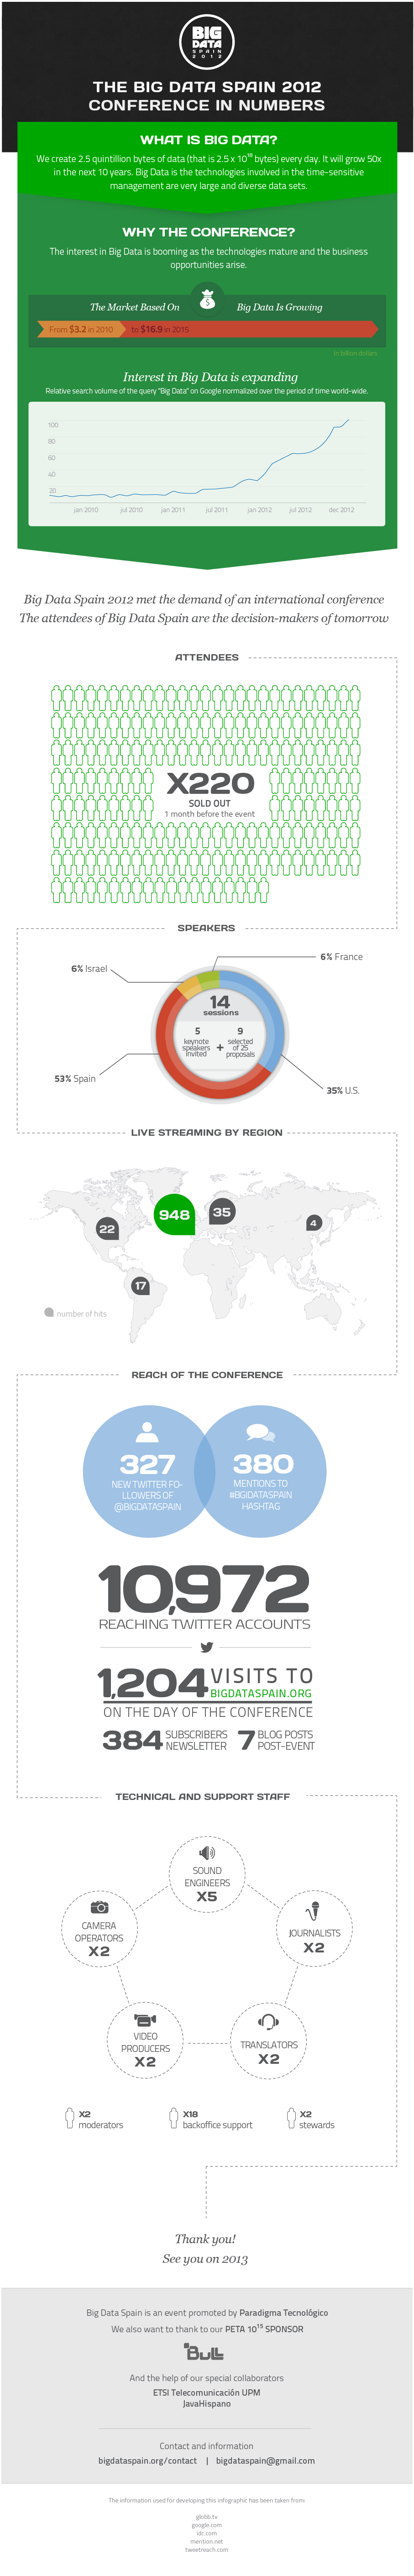 BIG
DATA
SPAIN
2012
THE BIG DATA SPAIN 2012
CONFERENCE IN NUMBERS
WHAT IS BIG DATA?
We create 2.5 quintillion bytes of data (that is 2.5 x 10¹⁸ bytes) every day. It will grow 50x
in the next 10 years. Big Data is the technologies involved in the time-sensitive
management are very large and diverse data sets.
WHY THE CONFERENCE?
The interest in Big Data is booming as the technologies mature and the business
opportunities arise.
The Market Based On $ Big Data Is Growing
From $3.2 in 2010 to $16.9 in 2015
In billion dollars
Interest in Big Data is expanding
Relative search volume of the query "Big Data" on Google normalized over the period of time world-wide.
100
80
60
40
20
jan 2010 jul 2010 jan 2011 jul 2011 jan 2012 jul 2012 dec 2012
Big Data Spain 2012 met the demand of an international conference
The attendees of Big Data Spain are the decision-makers of tomorrow
ATTENDEES
X220
SOLD OUT
1 month before the event
SPEAKERS
6% France
6% Israel
14
sessions
5
keynote
speakers
Invited
+
9
selected
of 25
proposals
53% Spain
35% U.S.
LIVE STREAMING BY REGION
948
35
22
4
17
number of hits
REACH OF THE CONFERENCE
327
NEW TWITTER FO-
LLOWERS OF
@BIGDATASPAIN
380
MENTIONS TO
#BGIDATASPAIN
HASHTAG
10,972
REACHING TWITTER ACCOUNTS
1,204 VISITS TO
BIGDATASPAIN.ORG
ON THE DAY OF THE CONFERENCE
384 SUBSCRIBERS
NEWSLETTER
7 BLOG POSTS
POST-EVENT
TECHNICAL AND SUPPORT STAFF
SOUND
ENGINEERS
X5
CAMERA
OPERATORS
X2
JOURNALISTS
X2
VIDEO
PRODUCERS
X2
TRANSLATORS
X2
X2
moderators
X18
backoffice support
X2
stewards
Thank you!
See you on 2013
Big Data Spain is an event promoted by Paradigma Tecnológico
We also want to thank to our PETA 10¹⁵ SPONSOR
Bull
And the help of our special collaborators
ETSI Telecomunicación UPM
JavaHispano
Contact and information
bigdataspain.org/contact | bigdataspain@gmail.com
The information used for developing this infographic has been taken from:
globb.tv
google.com
idc.com
mention.net
tweetreach.com